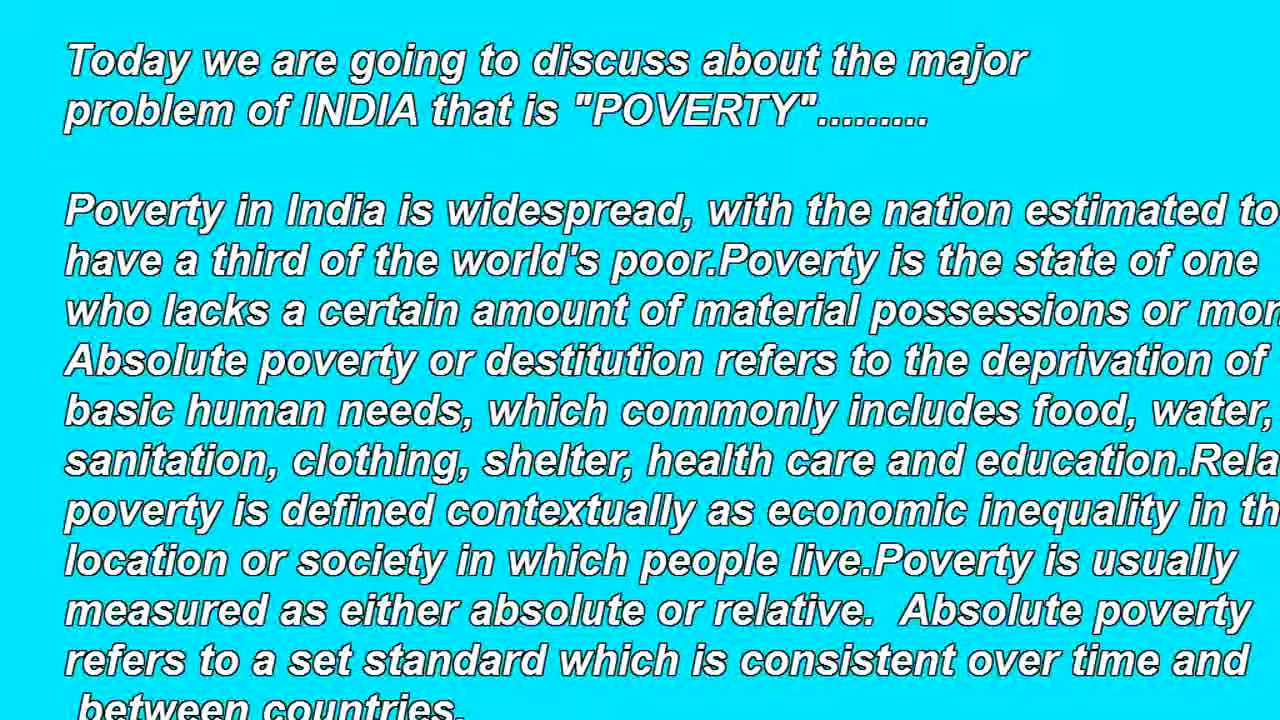 Today we are going to discuss about the major
problem of INDIA that is "POVERTY".........
Poverty in India is widespread, with the nation estimated to
have a third of the world's poor.Poverty is the state of one
who lacks a certain amount of material possessions or
Absolute poverty or destitution refers to the deprivation of
basic human needs, which commonly includes food, water,
sanitation, clothing, shelter, health care and education.
poverty is defined contextually as economic inequality in
location or society in which people live.Poverty is usually
measured as either absolute or relative.  Absolute poverty
refers to a set standard which is consistent over time and
between countries.